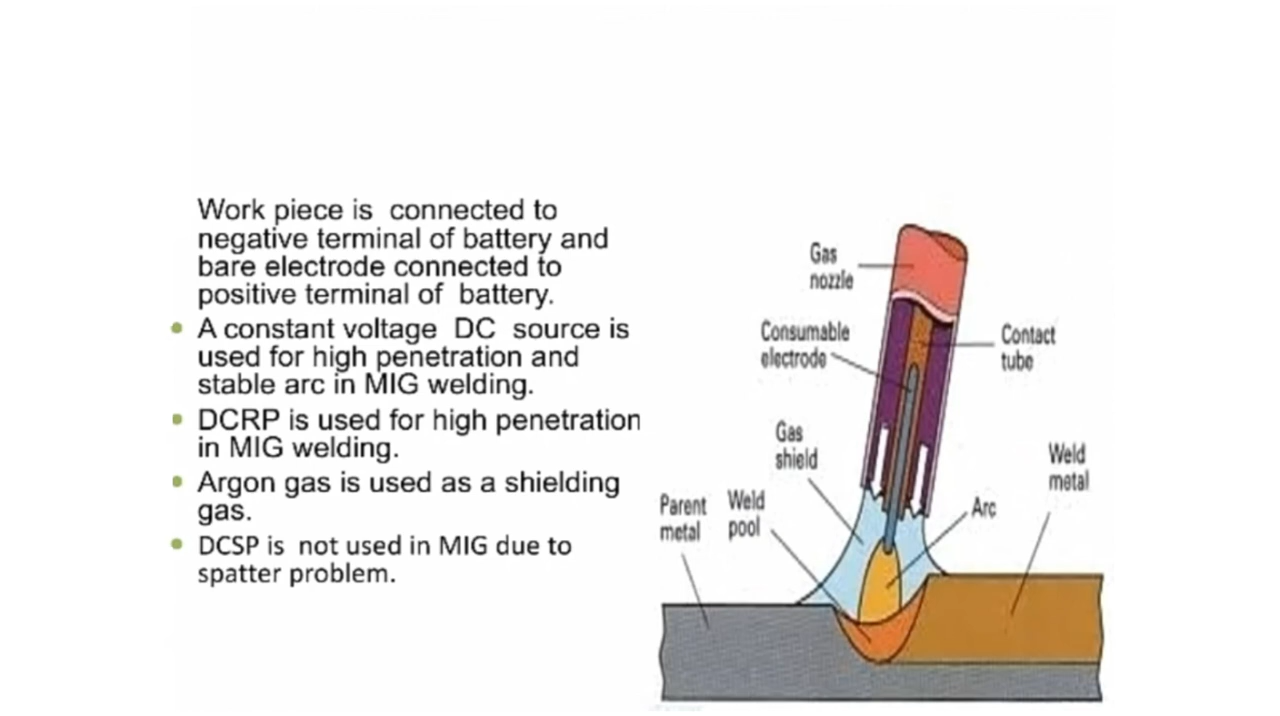 Work piece is connected to
negative terminal of battery and
bare electrode connected to
positive terminal of battery.
• A constant voltage DC source is
used for high penetration and
stable arc in MIG welding.
• DCRP is used for high penetration
in MIG welding.
• Argon gas is used as a shielding
gas.
• DCSP is not used in MIG due to
spatter problem.
Gas
nozzle
Consumable
electrode
Contact
tube
Gas
shield
Weld
metal
Parent
metal
Weld
pool
Arc